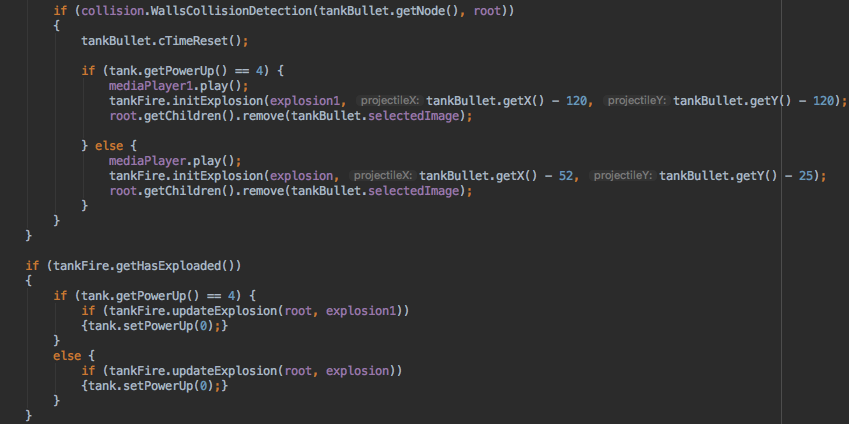 if (collision.WallsCollisionDetection(tankBullet.getNode(), root))
{
tankBullet.cTimeReset();
if (tank.getPowerUp() == 4) {
mediaPlayer1.play();
tankFire.initExplosion(explosion1, projectileX: tankBullet.getX() - 120, projectileY: tankBullet.getY() - 120);
root.getChildren().remove(tankBullet.selectedImage);
} else {
mediaPlayer.play();
tankFire.initExplosion(explosion, projectileX: tankBullet.getX() - 52, projectileY: tankBullet.getY() - 25);
root.getChildren().remove(tankBullet.selectedImage);
}
}
}
if (tankFire.getHasExploaded())
{
if (tank.getPowerUp() == 4) {
if (tankFire.updateExplosion(root, explosion1))
{tank.setPowerUp(0);}
}
else {
if (tankFire.updateExplosion(root, explosion))
{tank.setPowerUp(0);}
}
}